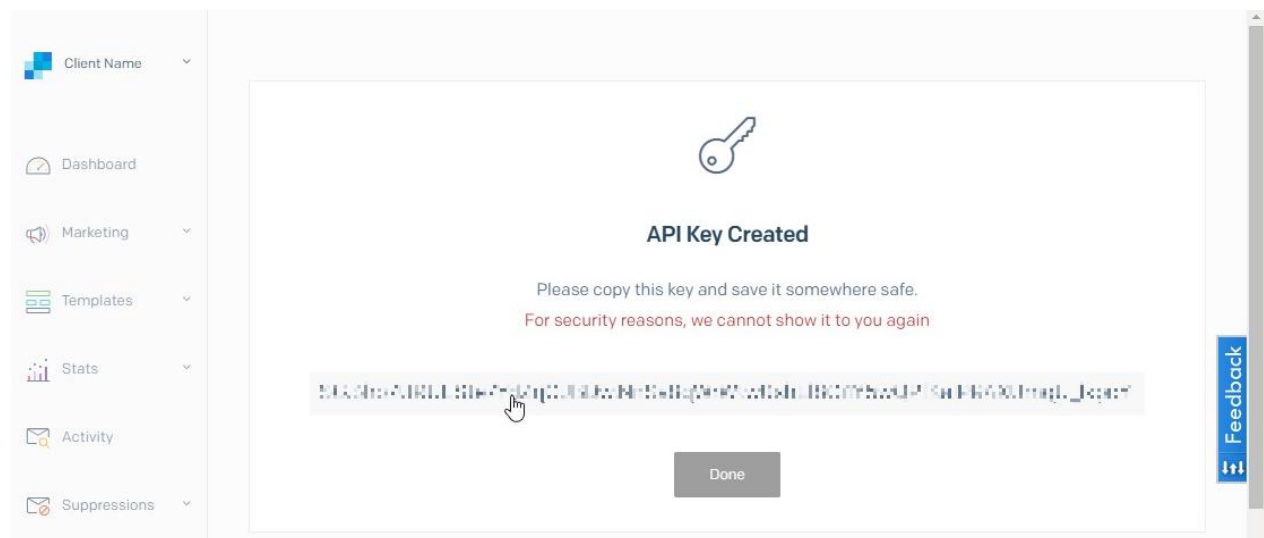 Client Name
Dashboard
Marketing
Templates
Stats
Activity
Suppressions
API Key Created
Please copy this key and save it somewhere safe.
For security reasons, we cannot show it to you again
Done
Feedback